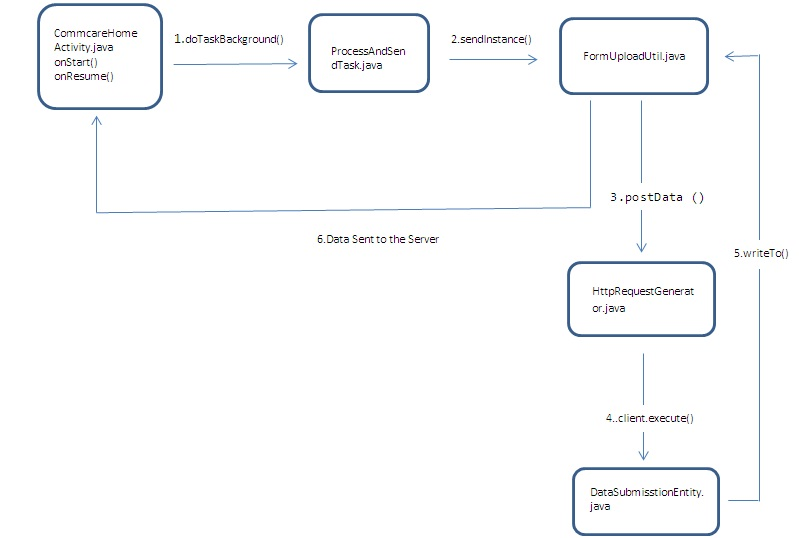 CommcareHome
Activity.java
onStart()
onResume()
1.doTaskBackground()
ProcessAndSen
dTask.java
2.sendInstance()
FormUploadUtil.java
3.postData ()
6.Data Sent to the Server
5.writeTo()
HttpRequestGenerat
or.java
4..client.execute()
DataSubmisstionEntity.
java